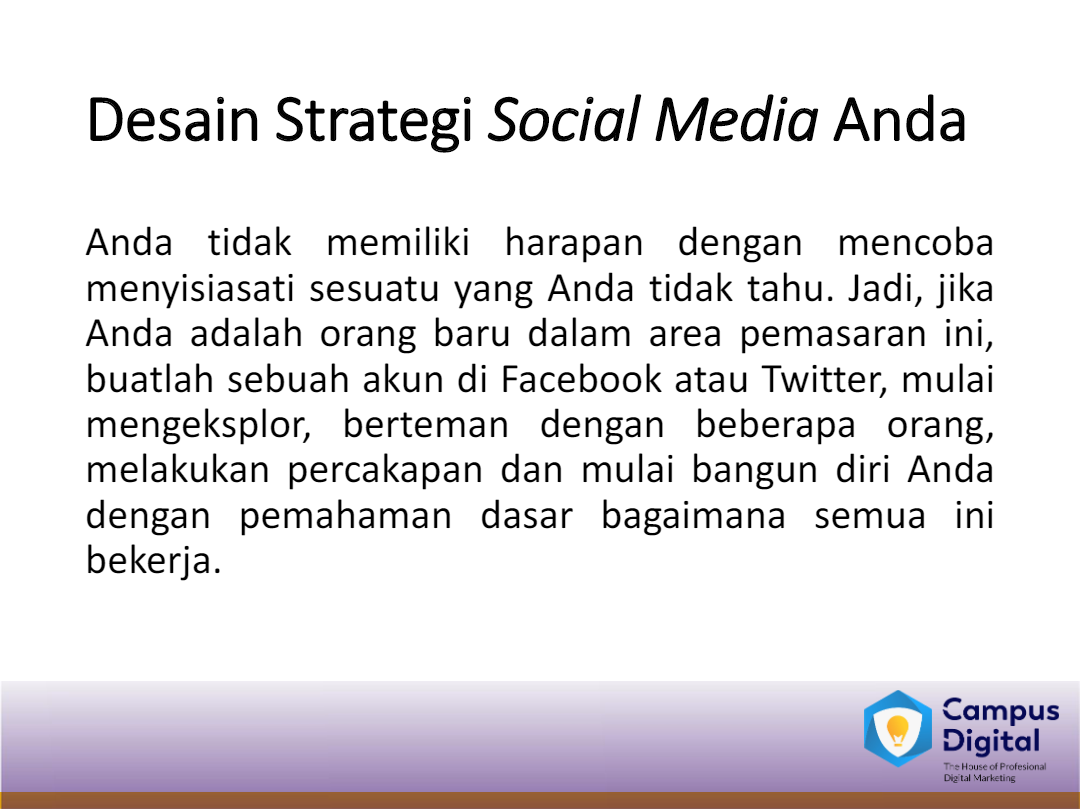 Desain Strategi Social Media Anda
Anda tidak memiliki harapan dengan mencoba
menyisiasati sesuatu yang Anda tidak tahu. Jadi, jika
Anda adalah orang baru dalam area pemasaran ini,
buatlah sebuah akun di Facebook atau Twitter, mulai
mengeksplor, berteman dengan beberapa orang,
melakukan percakapan dan mulai bangun diri Anda
dengan pemahaman dasar bagaimana semua ini
bekerja.
Campus
Digital
The House of Profesional
Digital Marketing